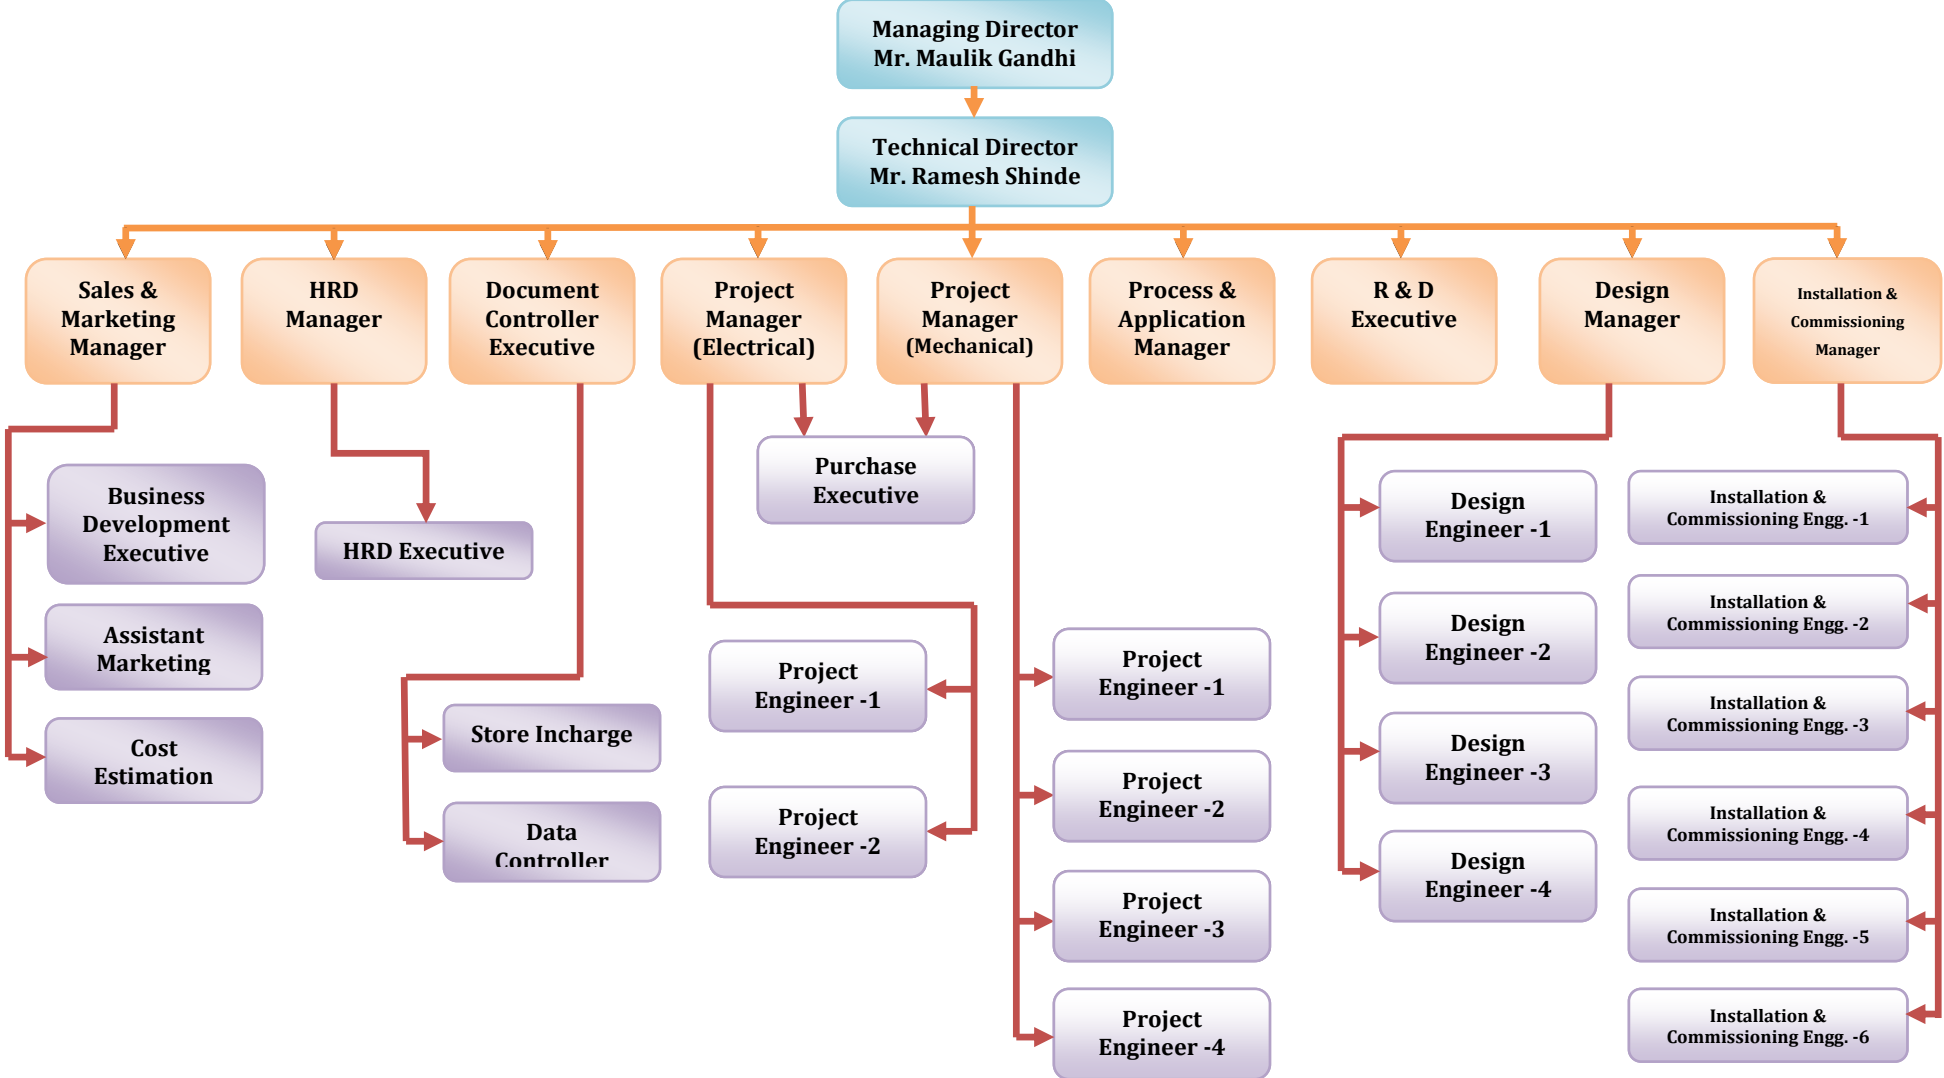 Managing Director
Mr. Maulik Gandhi
Technical Director
Mr. Ramesh Shinde
Sales &
Marketing
Manager
HRD
Manager
Document
Controller
Executive
Project
Manager
(Electrical)
Project
Manager
(Mechanical)
Process &
Application
Manager
R & D
Executive
Design
Manager
Installation &
Commissioning
Manager
Business
Development
Executive
Assistant
Marketing
Cost
Estimation
HRD Executive
Store Incharge
Data
Controller
Purchase
Executive
Project
Engineer -1
Project
Engineer -2
Project
Engineer -1
Project
Engineer -2
Project
Engineer -3
Project
Engineer -4
Design
Engineer -1
Design
Engineer -2
Design
Engineer -3
Design
Engineer -4
Installation &
Commissioning Engg. -1
Installation &
Commissioning Engg. -2
Installation &
Commissioning Engg. -3
Installation &
Commissioning Engg. -4
Installation &
Commissioning Engg. -5
Installation &
Commissioning Engg. -6